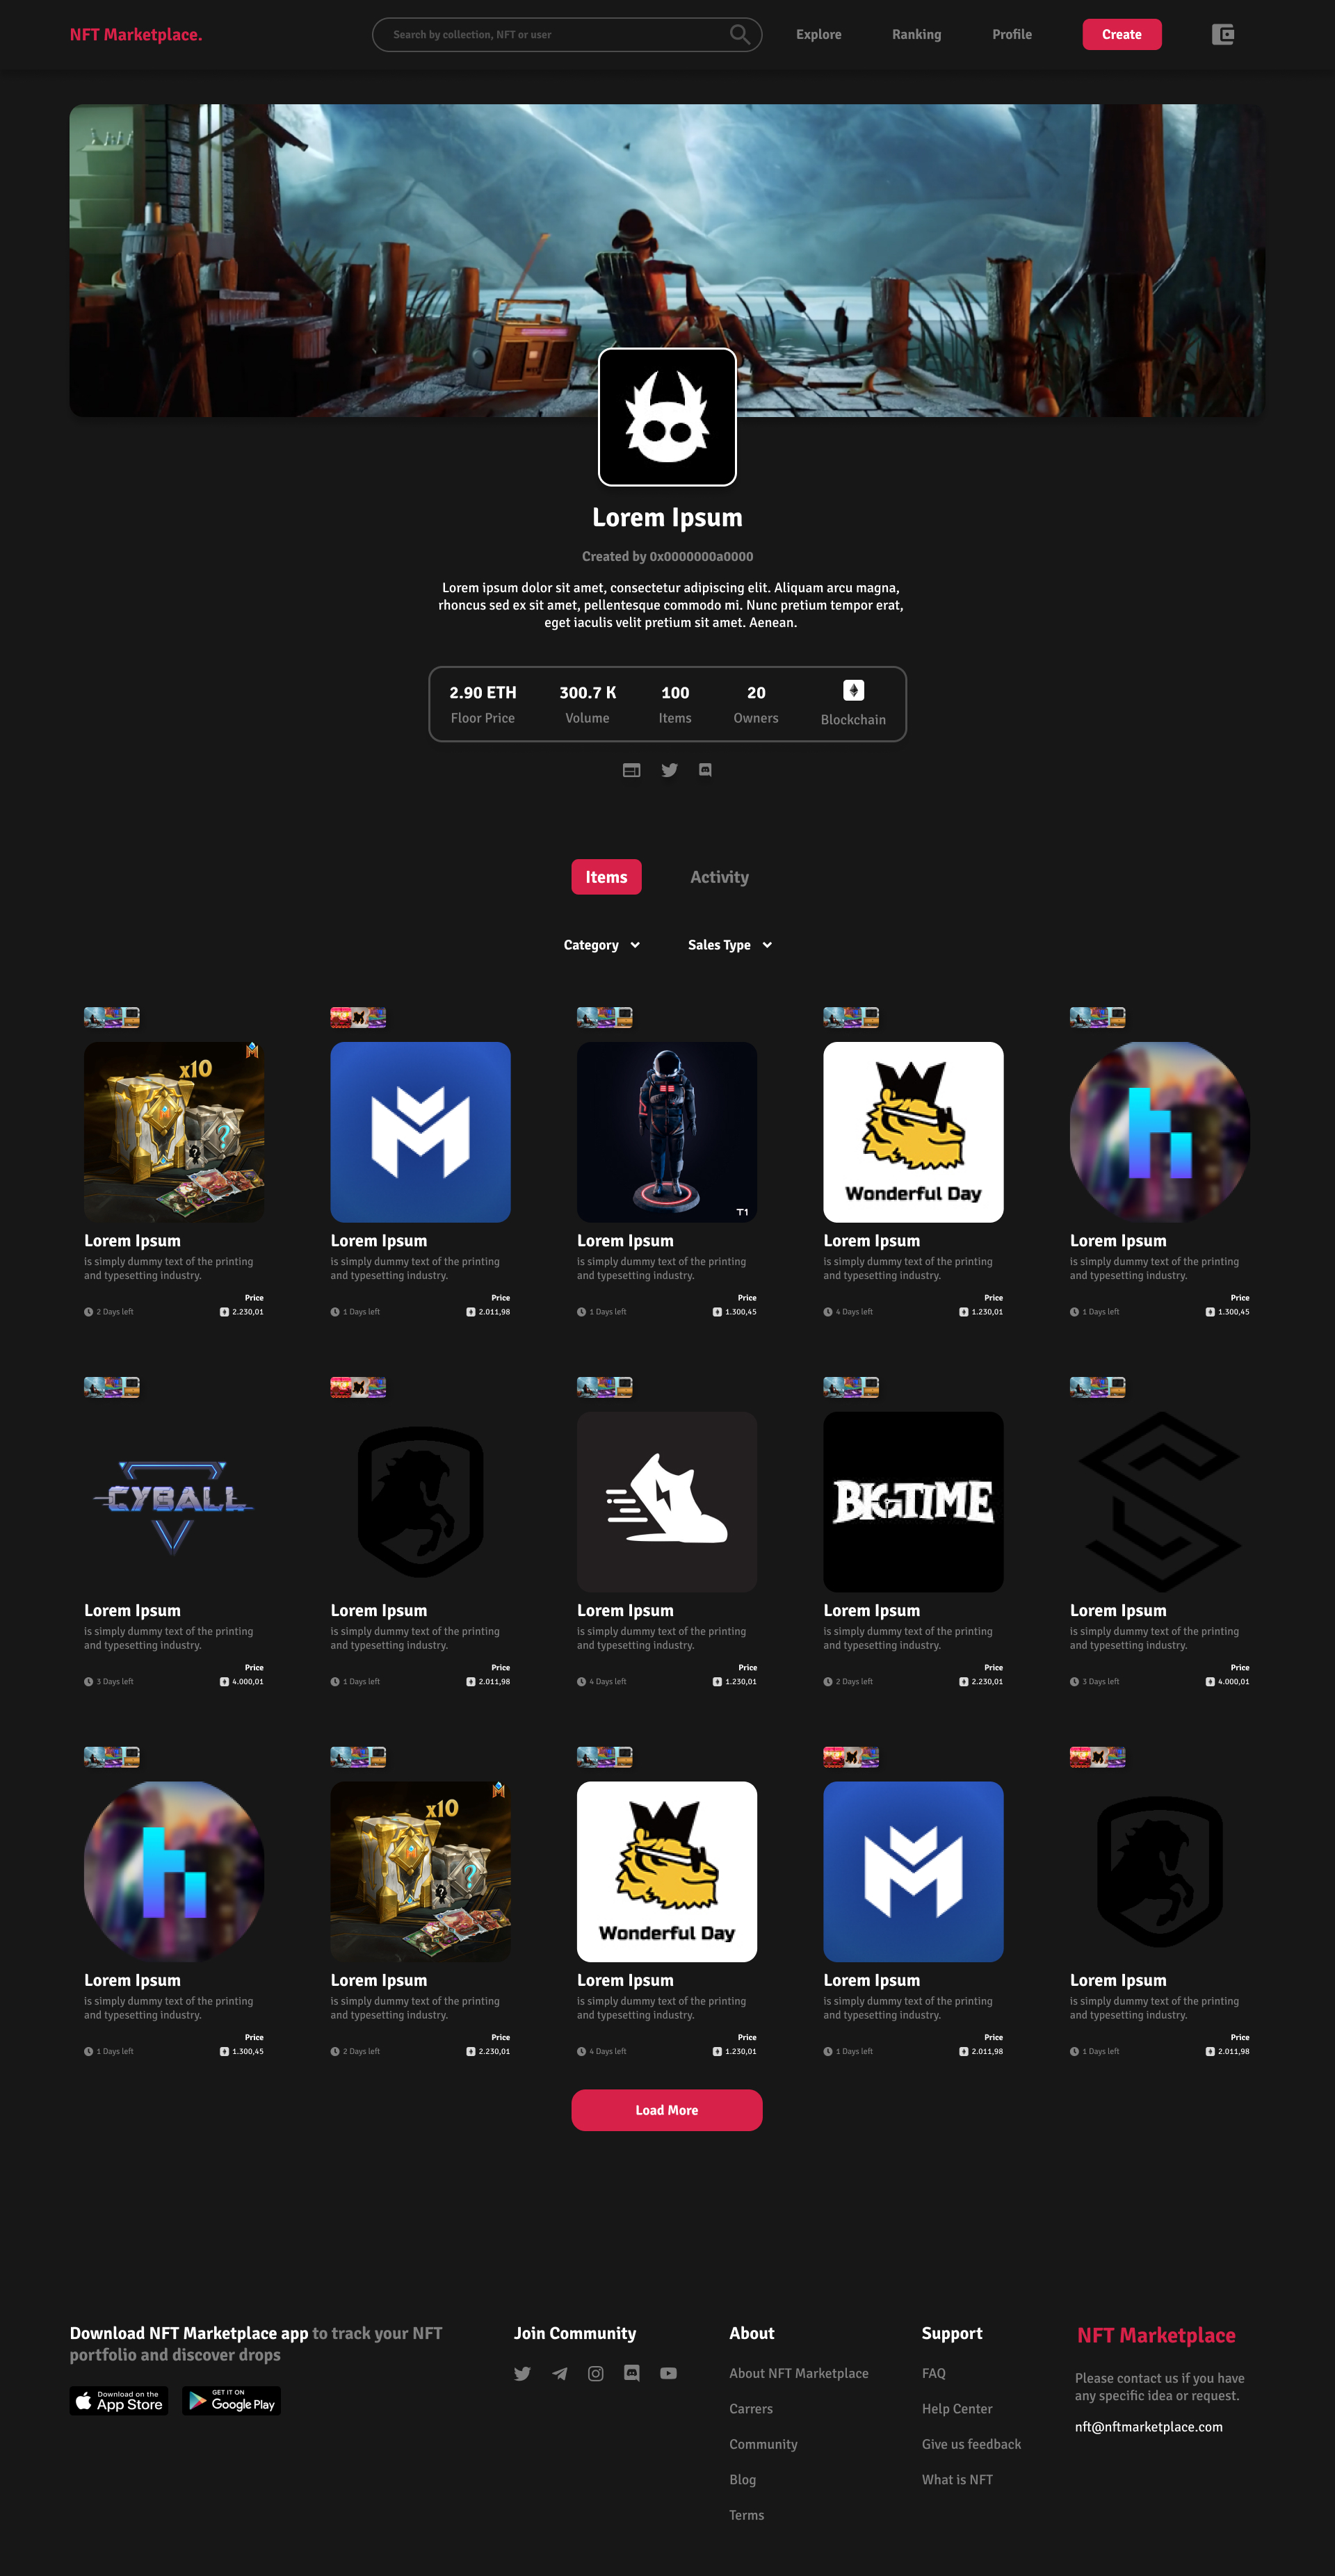 NFT Marketplace.
Search by collection, NFT or user
Explore
Ranking
Profile
Create
Lorem Ipsum
Created by 0x0000000a0000
Lorem ipsum dolor sit amet, consectetur adipiscing elit. Aliquam arcu magna,
rhoncus sed ex sit amet, pellentesque commodo mi. Nunc pretium tempor erat,
eget iaculis velit pretium sit amet. Aenean.
2.90 ETH
Floor Price
300.7 K
Volume
100
Items
20
Owners
Blockchain
Items
Activity
Category
Sales Type
x10
Lorem Ipsum
is simply dummy text of the printing
and typesetting industry.
Price
2 Days left
2.230,01
Lorem Ipsum
is simply dummy text of the printing
and typesetting industry.
Price
1 Days left
2.011,98
T1
Lorem Ipsum
is simply dummy text of the printing
and typesetting industry.
Price
1 Days left
1.300,45
Wonderful Day
Lorem Ipsum
is simply dummy text of the printing
and typesetting industry.
Price
4 Days left
1.230,01
Lorem Ipsum
is simply dummy text of the printing
and typesetting industry.
Price
1 Days left
1.300,45
CYBALL
Lorem Ipsum
is simply dummy text of the printing
and typesetting industry.
Price
3 Days left
4.000,01
Lorem Ipsum
is simply dummy text of the printing
and typesetting industry.
Price
1 Days left
2.011,98
Lorem Ipsum
is simply dummy text of the printing
and typesetting industry.
Price
4 Days left
1.230,01
BIGTIME
Lorem Ipsum
is simply dummy text of the printing
and typesetting industry.
Price
2 Days left
2.230,01
Lorem Ipsum
is simply dummy text of the printing
and typesetting industry.
Price
3 Days left
4.000,01
Lorem Ipsum
is simply dummy text of the printing
and typesetting industry.
Price
1 Days left
1.300,45
x10
Lorem Ipsum
is simply dummy text of the printing
and typesetting industry.
Price
2 Days left
2.230,01
Wonderful Day
Lorem Ipsum
is simply dummy text of the printing
and typesetting industry.
Price
4 Days left
1.230,01
Lorem Ipsum
is simply dummy text of the printing
and typesetting industry.
Price
1 Days left
2.011,98
Lorem Ipsum
is simply dummy text of the printing
and typesetting industry.
Price
1 Days left
2.011,98
Load More
Download NFT Marketplace app to track your NFT
portfolio and discover drops
Download on the
App Store
GET IT ON
Google Play
Join Community
About
About NFT Marketplace
Carrers
Community
Blog
Terms
Support
FAQ
Help Center
Give us feedback
What is NFT
NFT Marketplace
Please contact us if you have
any specific idea or request.
nft@nftmarketplace.com